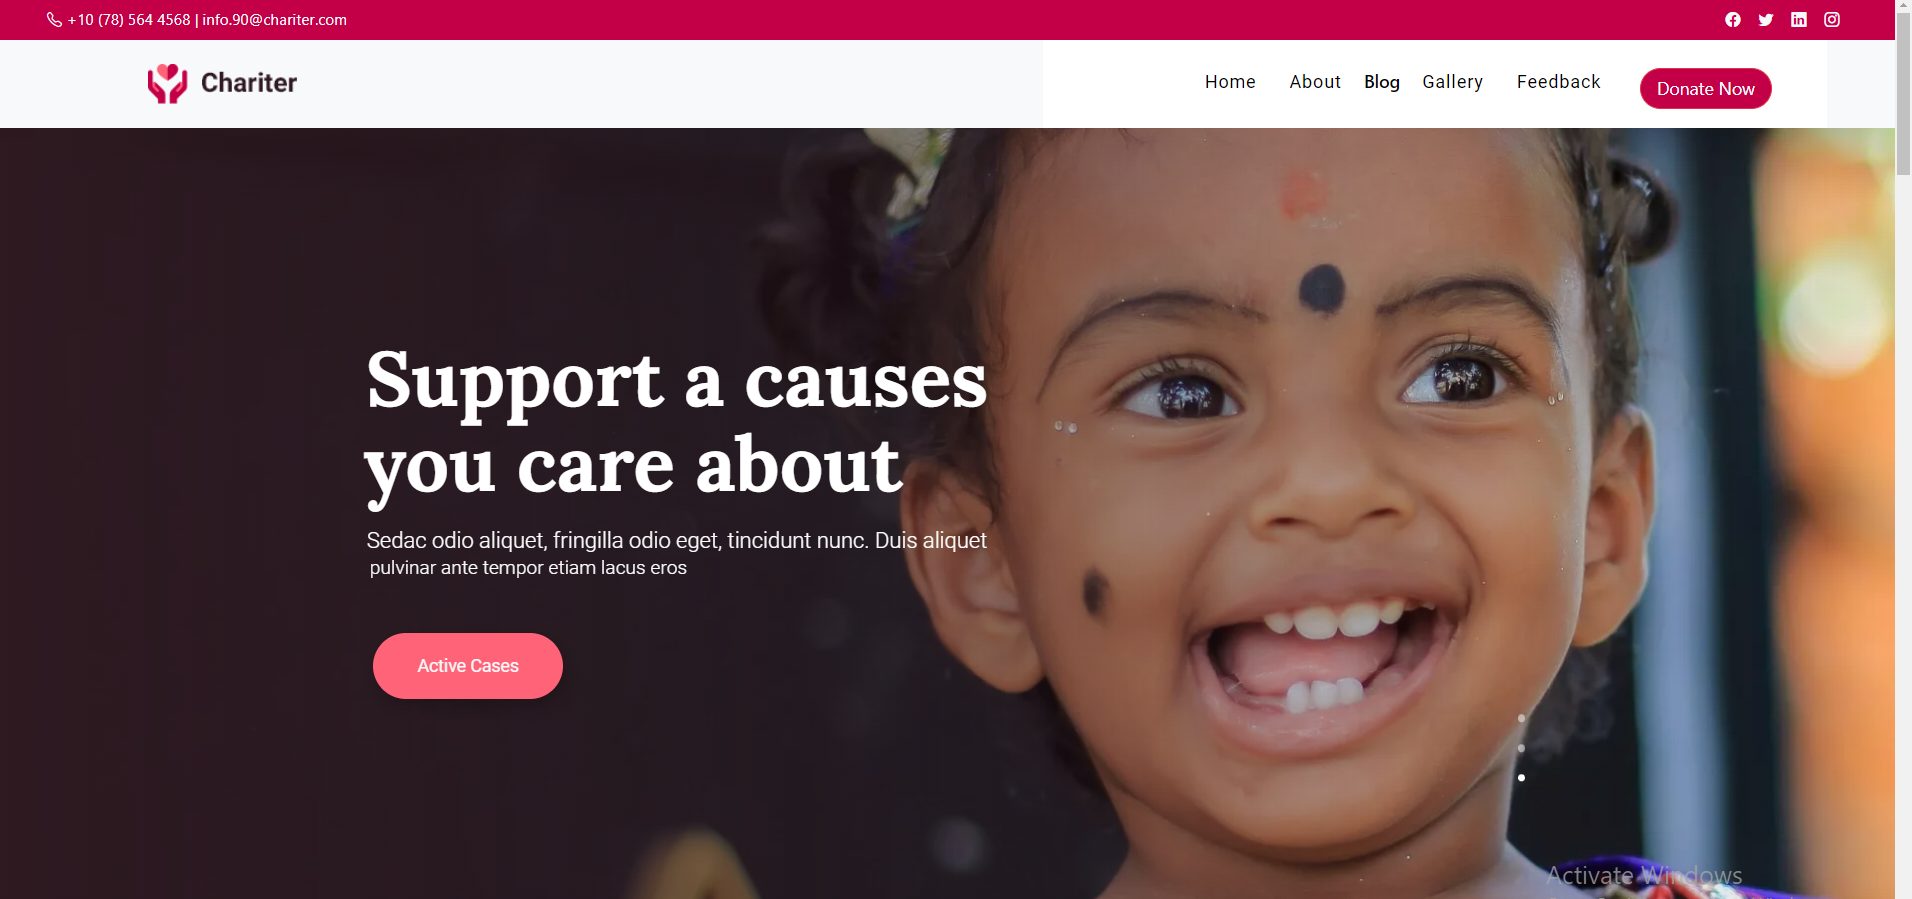 +10 (78) 564 4568 | info.90@chariter.com
Chariter
Home About Blog Gallery Feedback Donate Now
Support a causes
you care about
Sedac odio aliquet, fringilla odio eget, tincidunt nunc. Duis aliquet
pulvinar ante tempor etiam lacus eros
Active Cases
Activate Windows